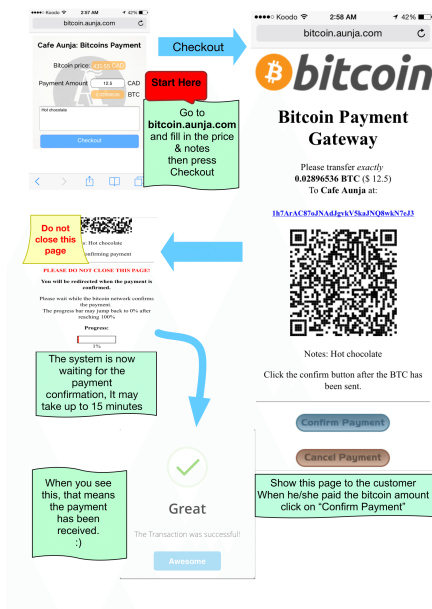 ●●●●○ Koodo 2:57 AM 42%
bitcoin.aunja.com
Cafe Aunja: Bitcoins Payment
Bitcoin price:
CAD
Payment Amount 12.5 CAD
BTC
Hot chocolate
Checkout
Checkout
Start Here
Go to
bitcoin.aunja.com
and fill in the price
& notes
then press
Checkout
●●●●○ Koodo 2:58 AM 42%
bitcoin.aunja.com
bitcoin
Bitcoin Payment
Gateway
Please transfer exactly
0.02896536 BTC ($ 12.5)
To Cafe Aunja at:
1h7ArAC87oJNAdJgvkV5kaJNQ8wkN7eJ3
Notes: Hot chocolate
Click the confirm button after the BTC has
been sent.
Confirm Payment
Cancel Payment
Show this page to the customer
When he/she paid the bitcoin amount
click on “Confirm Payment”
Do not
close this
page
: Hot chocolate
onfirming payment
PLEASE DO NOT CLOSE THIS PAGE!
You will be redirected when the payment is
confirmed.
Please wait while the bitcoin network confirms
the payment.
The progress bar may jump back to 0% after
reaching 100%
Progress:
1%
The system is now
waiting for the
payment
confirmation, It may
take up to 15 minutes
When you see
this, that means
the payment
has been
received.
:)
Great
The Transaction was successful!
Awesome